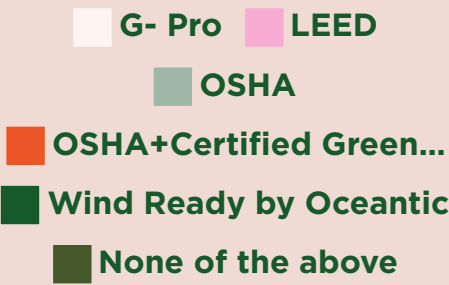 G- Pro LEED
OSHA
OSHA+Certified Green...
Wind Ready by Oceantic
None of the above